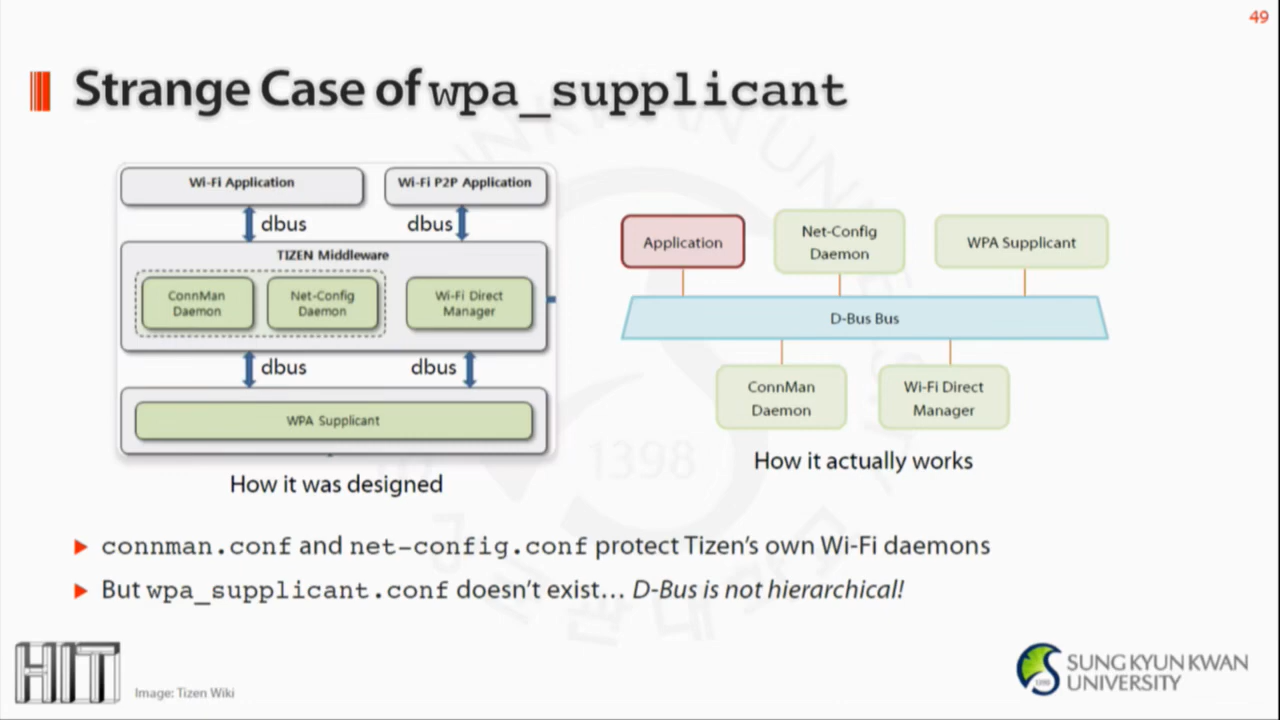 49
Strange Case of wpa_supplicant
Wi-Fi Application
Wi-Fi P2P Application
dbus
dbus
TIZEN Middleware
ConnMan
Daemon
Net-Config
Daemon
Wi-Fi Direct
Manager
dbus
dbus
WPA Supplicant
How it was designed
Application
Net-Config
Daemon
WPA Supplicant
D-Bus Bus
ConnMan
Daemon
Wi-Fi Direct
Manager
How it actually works
1398
connman.conf and net-config.conf protect Tizen's own Wi-Fi daemons
But wpa_supplicant.conf doesn't exist… D-Bus is not hierarchical!
HIT
Image: Tizen Wiki
1398
SUNG KYUN KWAN
UNIVERSITY